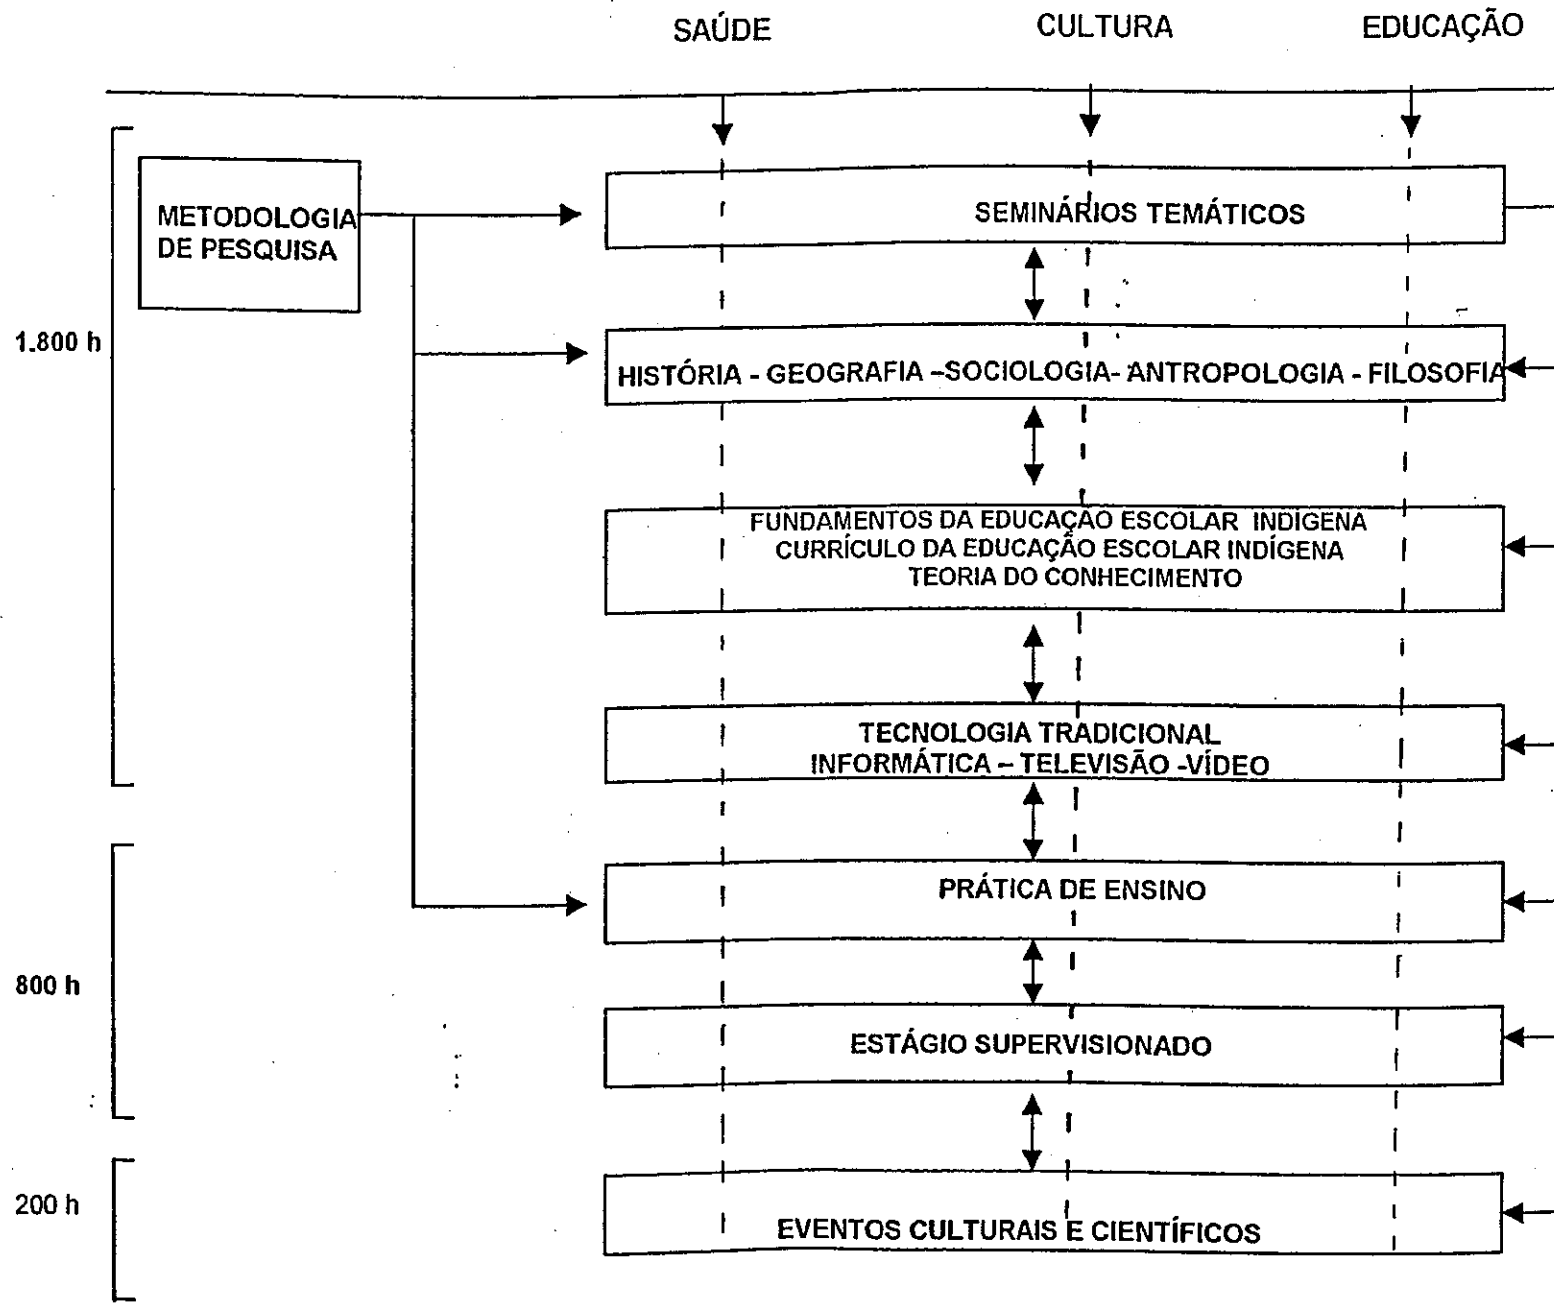 SAÚDE CULTURA EDUCAÇÃO
METODOLOGIA
DE PESQUISA
SEMINÁRIOS TEMÁTICOS
1.800 h
HISTÓRIA - GEOGRAFIA –SOCIOLOGIA- ANTROPOLOGIA - FILOSOFIA
FUNDAMENTOS DA EDUCAÇÃO ESCOLAR INDÍGENA
CURRÍCULO DA EDUCAÇÃO ESCOLAR INDÍGENA
TEORIA DO CONHECIMENTO
TECNOLOGIA TRADICIONAL
INFORMÁTICA – TELEVISÃO -VÍDEO
PRÁTICA DE ENSINO
800 h
ESTÁGIO SUPERVISIONADO
200 h
EVENTOS CULTURAIS E CIENTÍFICOS